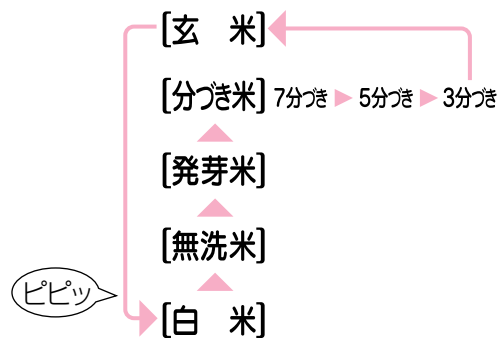 [玄　米]
[分づき米] 7分づき ▶ 5分づき ▶ 3分づき
[発芽米]
[無洗米]
ピピッ
[白　米]